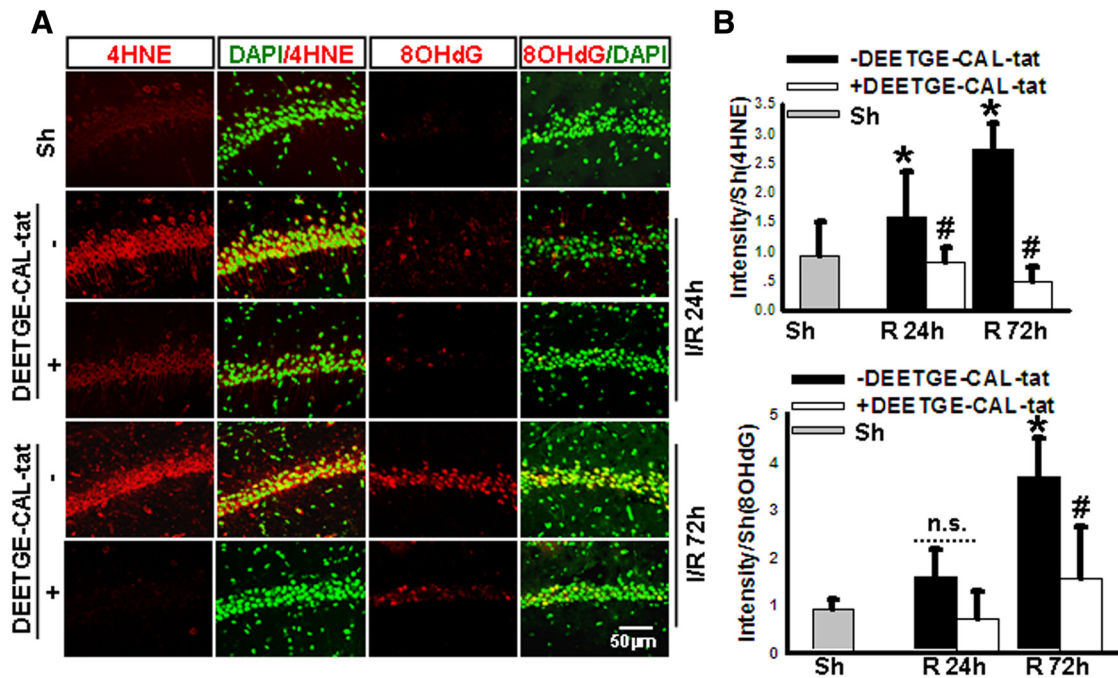 A
4HNE
DAPI/4HNE
8OHdG
8OHdG/DAPI
Sh
DEETGE-CAL-tat
-
+
I/R 24h
DEETGE-CAL-tat
-
+
I/R 72h
50μm
B
-DEETGE-CAL-tat
+DEETGE-CAL-tat
Sh
Intensity/Sh(4HNE)
3.5
3.0
2.5
2.0
1.5
1.0
.5
.0
*
#
*
#
Sh
R 24h
R 72h
-DEETGE-CAL-tat
+DEETGE-CAL-tat
Sh
Intensity/Sh(8OHdG)
5
4
3
2
1
0
n.s.
*
#
Sh
R 24h
R 72h